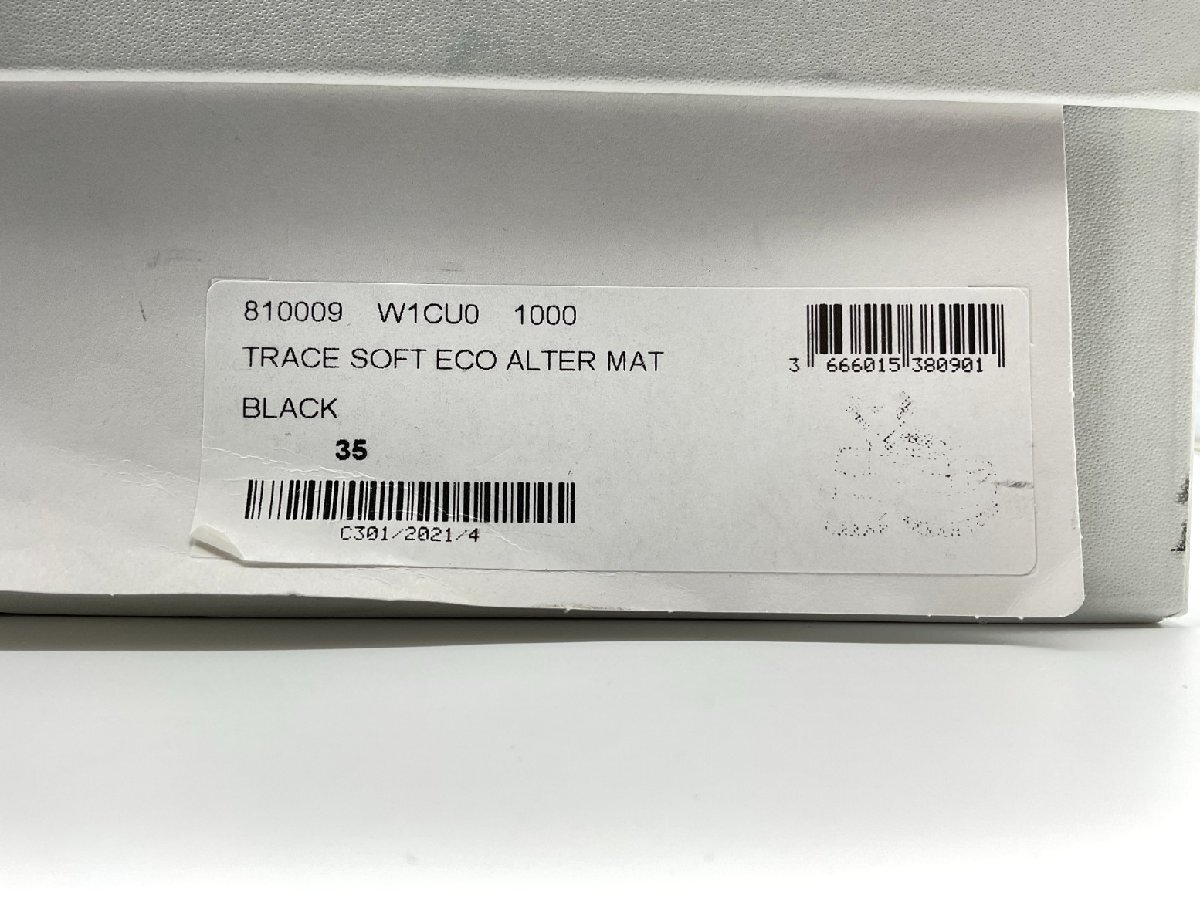 810009 W1CU0 1000
TRACE SOFT ECO ALTER MAT
BLACK
35
C301/2021/4
3 666015 380901